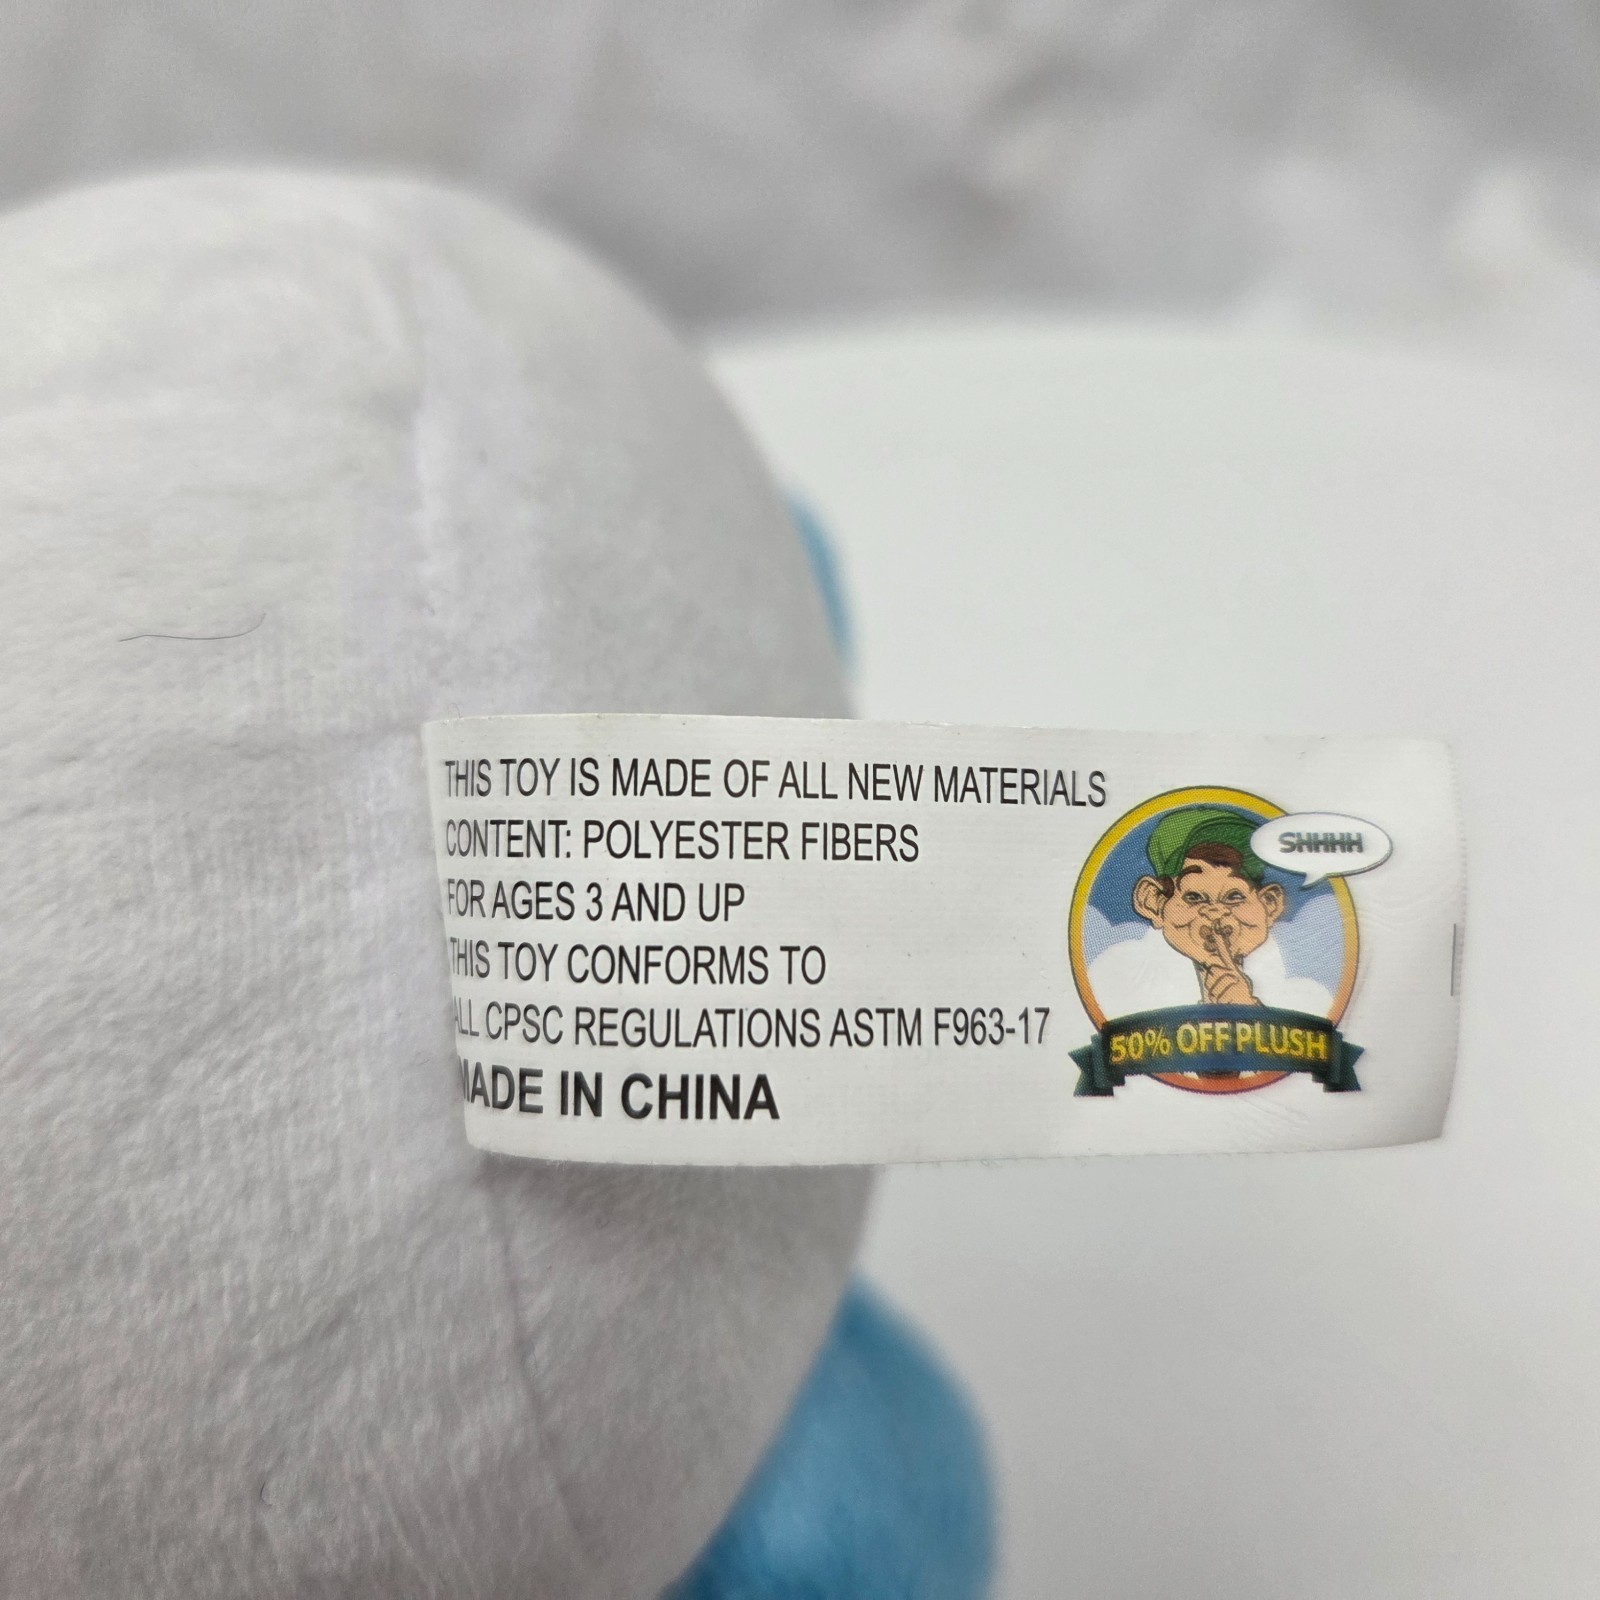 THIS TOY IS MADE OF ALL NEW MATERIALS
CONTENT: POLYESTER FIBERS
FOR AGES 3 AND UP
THIS TOY CONFORMS TO
ALL CPSC REGULATIONS ASTM F963-17
MADE IN CHINA
SHHHH
50% OFF PLUSH